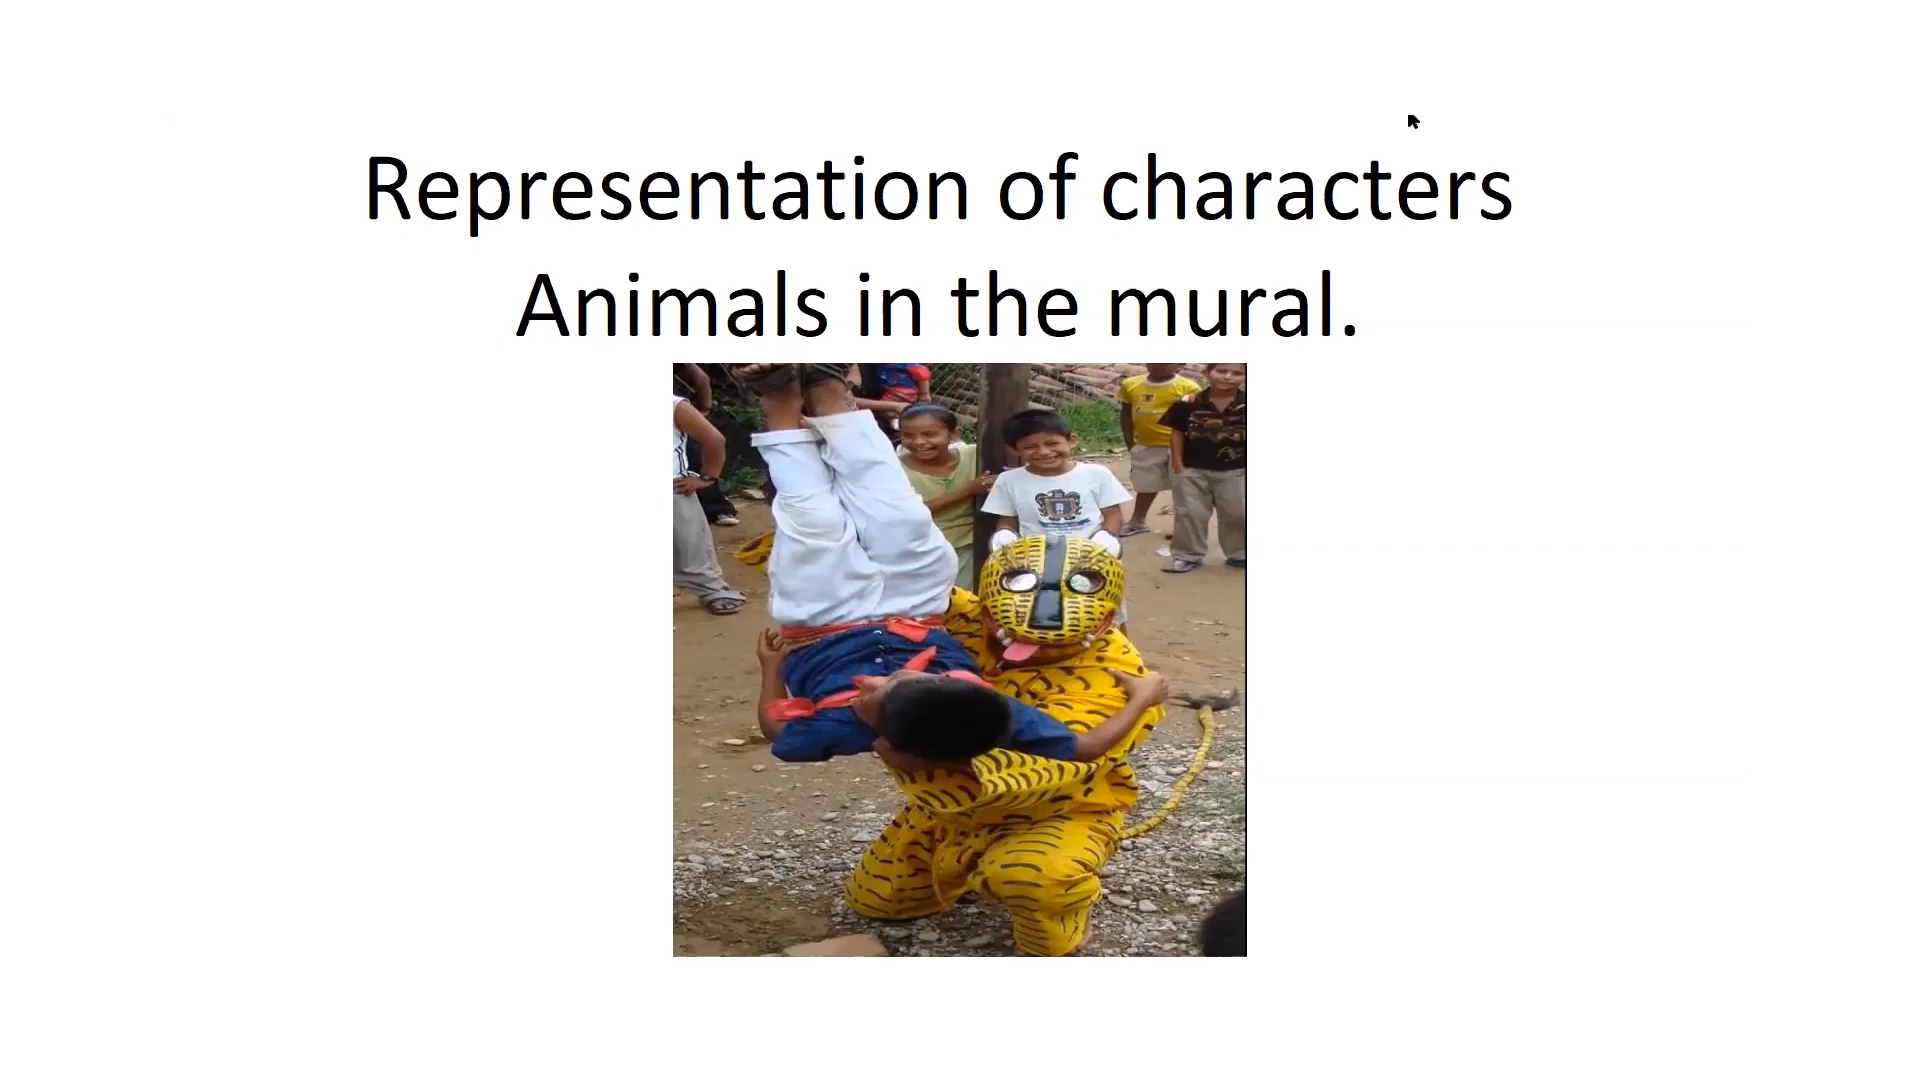 Representation of characters
Animals in the mural.